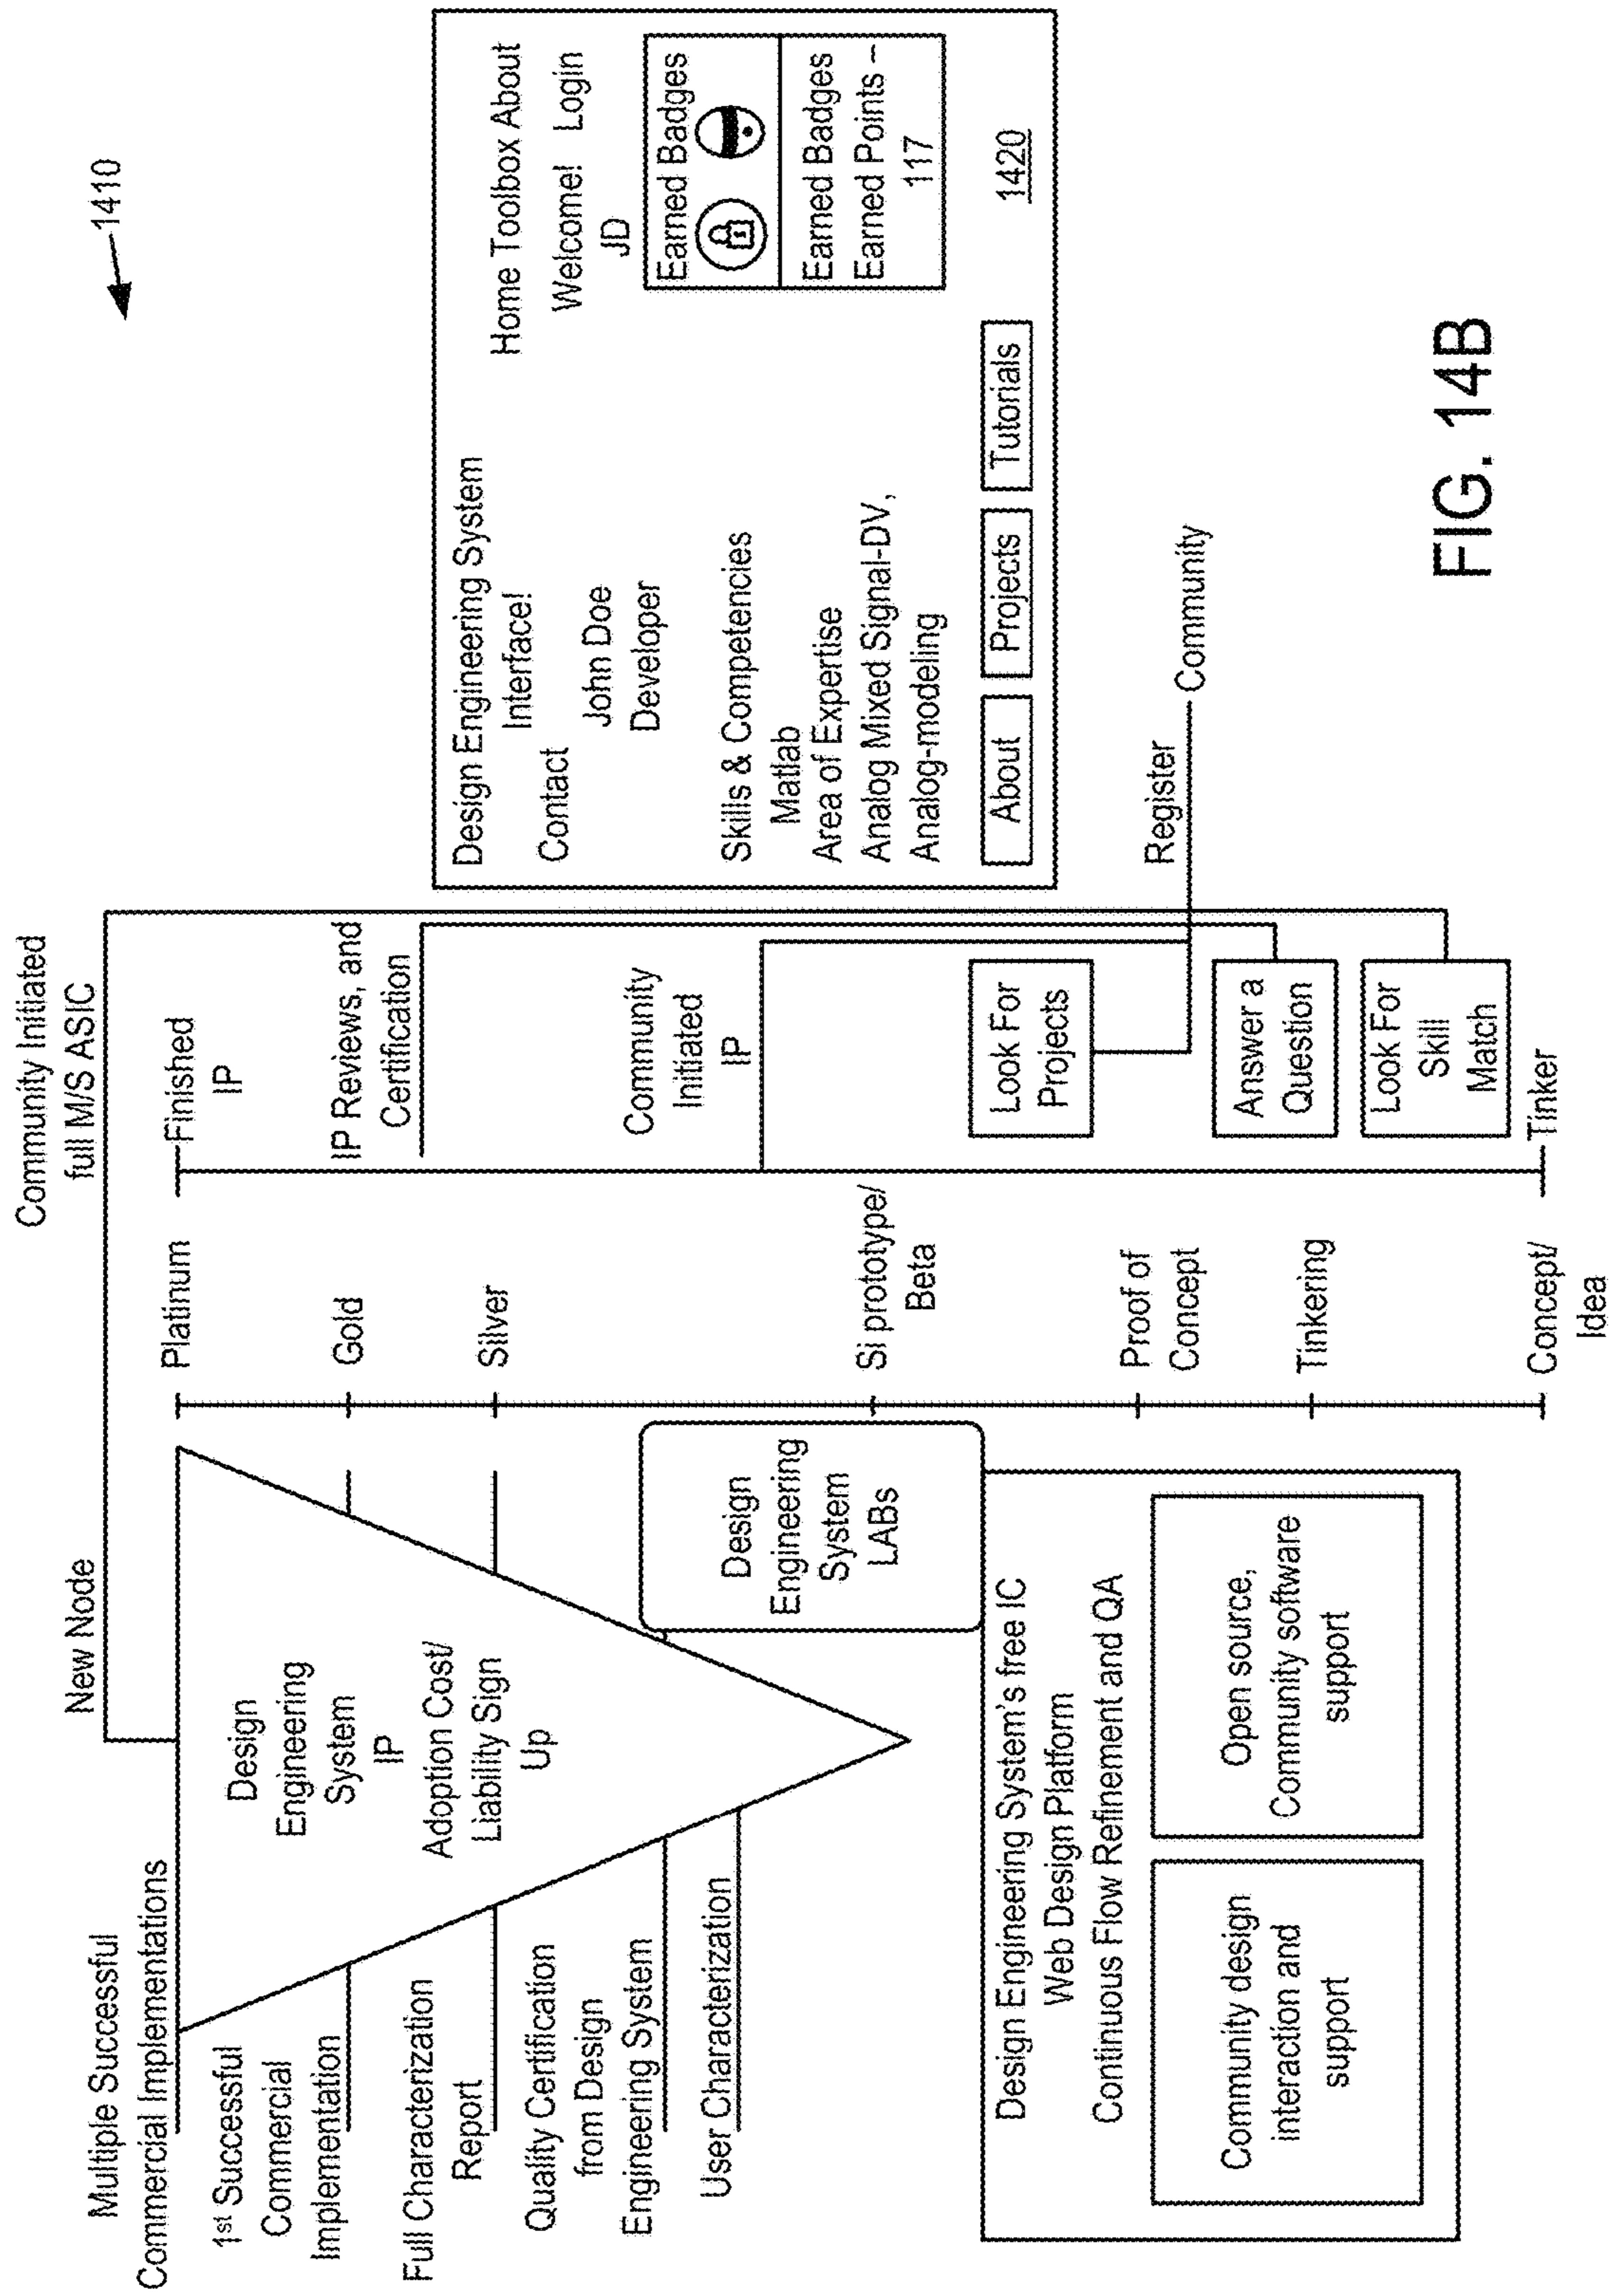 1410
Multiple Successful
Commercial Implementations
1st Successful
Commercial
Implementation
Full Characterization
Report
Quality Certification
from Design
Engineering System
User Characterization
New Node
Design
Engineering
System
IP
Adoption Cost/
Liability Sign
Up
Design
Engineering
System
LABs
Design Engineering System's free IC
Web Design Platform
Continuous Flow Refinement and QA
Community design
interaction and
support
Open source,
Community software
support
Platinum
Gold
Silver
Si prototype/
Beta
Proof of
Concept
Tinkering
Concept/
Idea
Community Initiated
full M/S ASIC
Finished
IP
IP Reviews, and
Certification
Community
Initiated
IP
Look For
Projects
Answer a
Question
Look For
Skill
Match
Tinker
Register
Community
Design Engineering System
Interface!
Home Toolbox About
Contact
Welcome! Login
JD
John Doe
Developer
Earned Badges
Skills & Competencies
Matlab
Area of Expertise
Analog Mixed Signal-DV,
Analog-modeling
Earned Badges
Earned Points –
117
About
Projects
Tutorials
1420
FIG. 14B